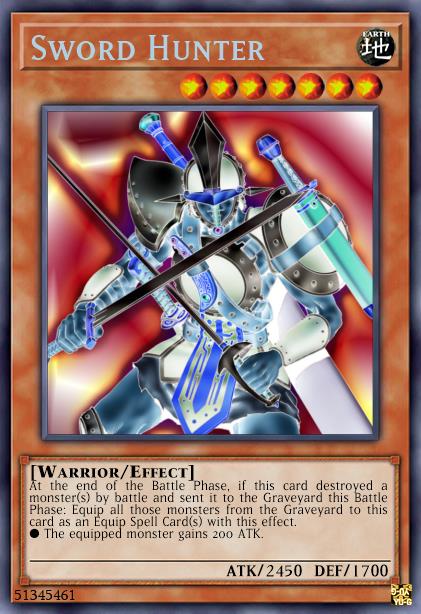 SWORD HUNTER
EARTH
地
[WARRIOR/EFFECT]
At the end of the Battle Phase, if this card destroyed a
monster(s) by battle and sent it to the Graveyard this Battle
Phase: Equip all those monsters from the Graveyard to this
card as an Equip Spell Card(s) with this effect.
● The equipped monster gains 200 ATK.
ATK/2450 DEF/1700
51345461